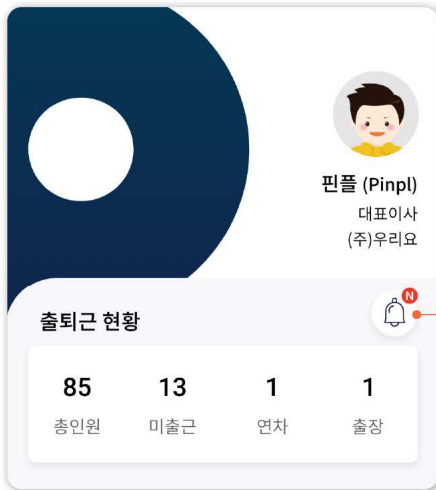 핀플 (Pinpl)
대표이사
(주)우리요
출퇴근 현황
N
85 13 1 1
총인원 미출근 연차 출장